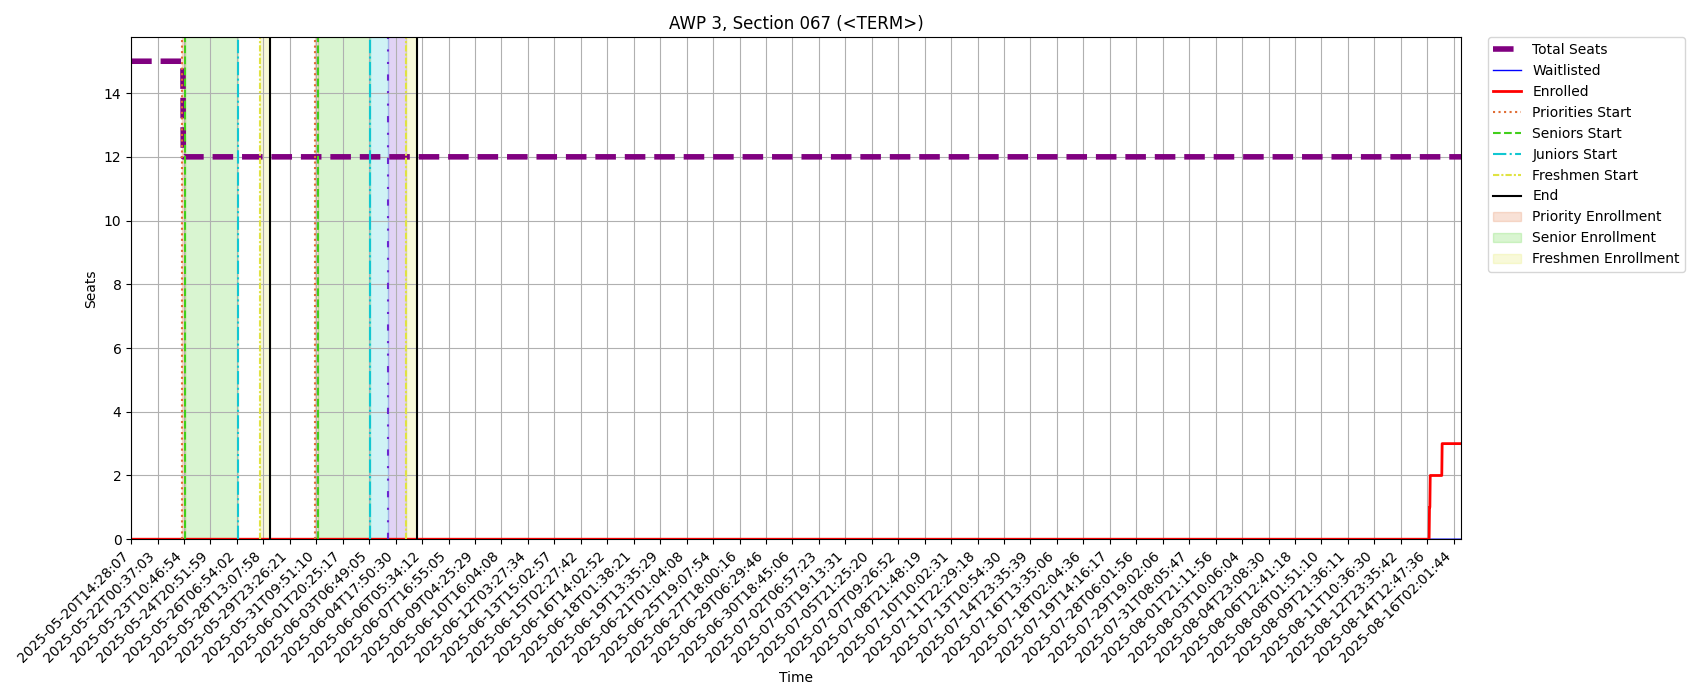 AWP 3, Section 067 (<TERM>)
Total Seats
Waitlisted
Enrolled
Priorities Start
Seniors Start
Juniors Start
Freshmen Start
End
Priority Enrollment
Senior Enrollment
Freshmen Enrollment
Seats
14
12
10
8
6
4
2
0
2025-05-20T14:28:07
2025-05-22T00:37:03
2025-05-23T10:46:54
2025-05-24T20:51:59
2025-05-26T06:54:02
2025-05-28T13:07:58
2025-05-29T23:26:21
2025-05-31T09:51:10
2025-06-01T20:25:17
2025-06-03T06:49:05
2025-06-04T17:50:30
2025-06-06T05:34:12
2025-06-07T16:55:05
2025-06-09T04:25:29
2025-06-10T16:04:08
2025-06-12T03:27:34
2025-06-13T15:02:57
2025-06-15T02:27:42
2025-06-16T14:02:52
2025-06-18T01:38:21
2025-06-19T13:35:29
2025-06-21T01:04:08
2025-06-25T19:07:54
2025-06-27T18:00:16
2025-06-29T06:29:46
2025-06-30T18:45:06
2025-07-02T06:57:23
2025-07-03T19:13:31
2025-07-05T21:25:20
2025-07-07T09:26:52
2025-07-08T21:48:19
2025-07-10T10:02:31
2025-07-11T22:29:18
2025-07-13T10:54:30
2025-07-14T23:35:39
2025-07-16T13:35:06
2025-07-18T02:04:36
2025-07-19T14:16:17
2025-07-28T06:01:56
2025-07-29T19:02:06
2025-07-31T08:05:47
2025-08-01T21:11:56
2025-08-03T10:06:04
2025-08-04T23:08:30
2025-08-06T12:41:18
2025-08-08T01:51:10
2025-08-09T21:36:11
2025-08-11T10:36:30
2025-08-12T23:35:42
2025-08-14T12:47:36
2025-08-16T02:01:44
Time